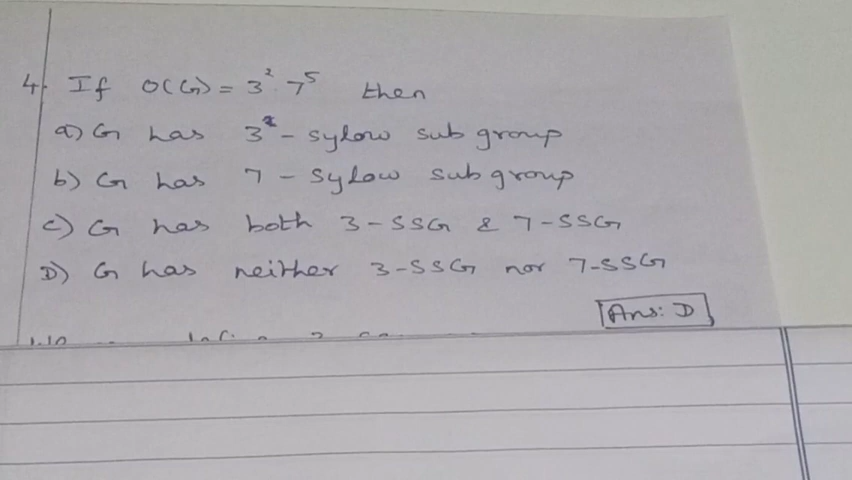 4. If O(G) = 3². 7⁵ then
a) G has 3² - sylow sub group
b) G has 7 - Sylow sub group
c) G has both 3-SSG & 7-SSG
D) G has neither 3-SSG nor 7-SSG
Ans: D